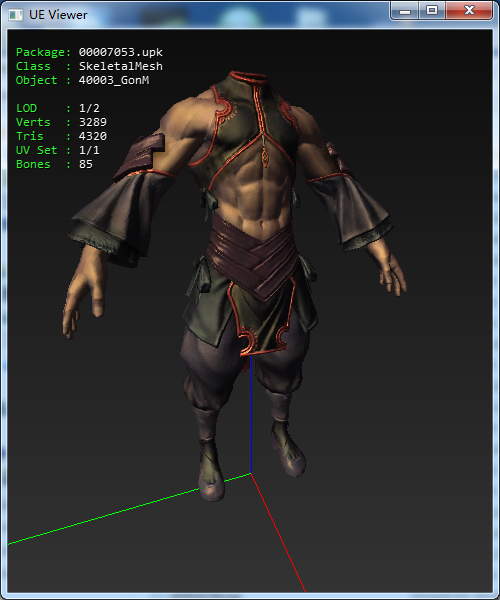 UE Viewer
Package: 00007053.upk
Class : SkeletalMesh
Object : 40003_GonM
LOD : 1/2
Verts : 3289
Tris : 4320
UV Set : 1/1
Bones : 85